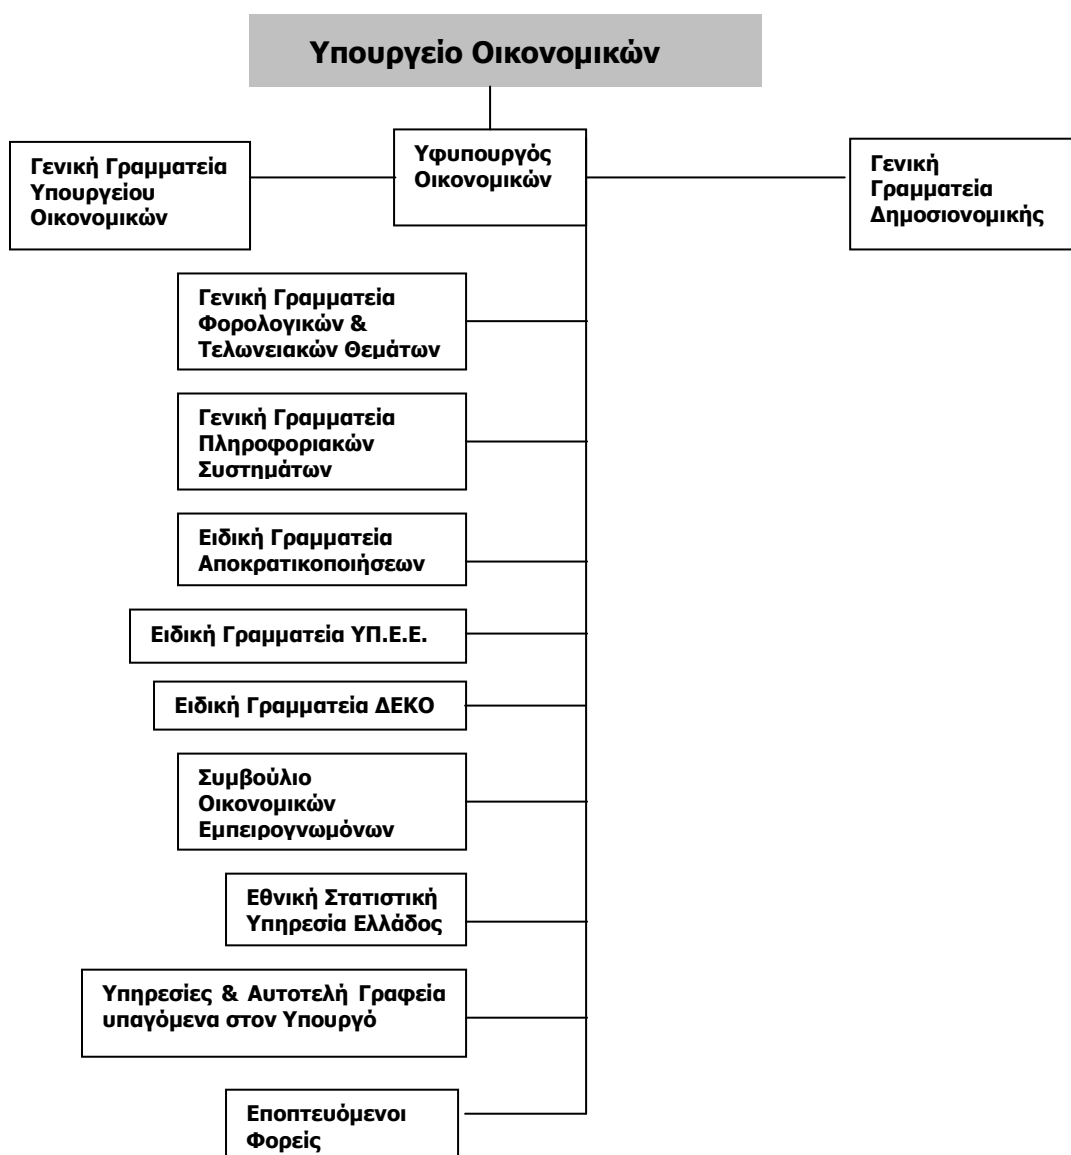 Υπουργείο Οικονομικών
Γενική Γραμματεία
Υπουργείου
Οικονομικών
Υφυπουργός
Οικονομικών
Γενική
Γραμματεία
Δημοσιονομικής
Γενική Γραμματεία
Φορολογικών &
Τελωνειακών Θεμάτων
Γενική Γραμματεία
Πληροφοριακών
Συστημάτων
Ειδική Γραμματεία
Αποκρατικοποιήσεων
Ειδική Γραμματεία ΥΠ.Ε.Ε.
Ειδική Γραμματεία ΔΕΚΟ
Συμβούλιο
Οικονομικών
Εμπειρογνωμόνων
Εθνική Στατιστική
Υπηρεσία Ελλάδος
Υπηρεσίες & Αυτοτελή Γραφεία
υπαγόμενα στον Υπουργό
Εποπτευόμενοι
Φορείς